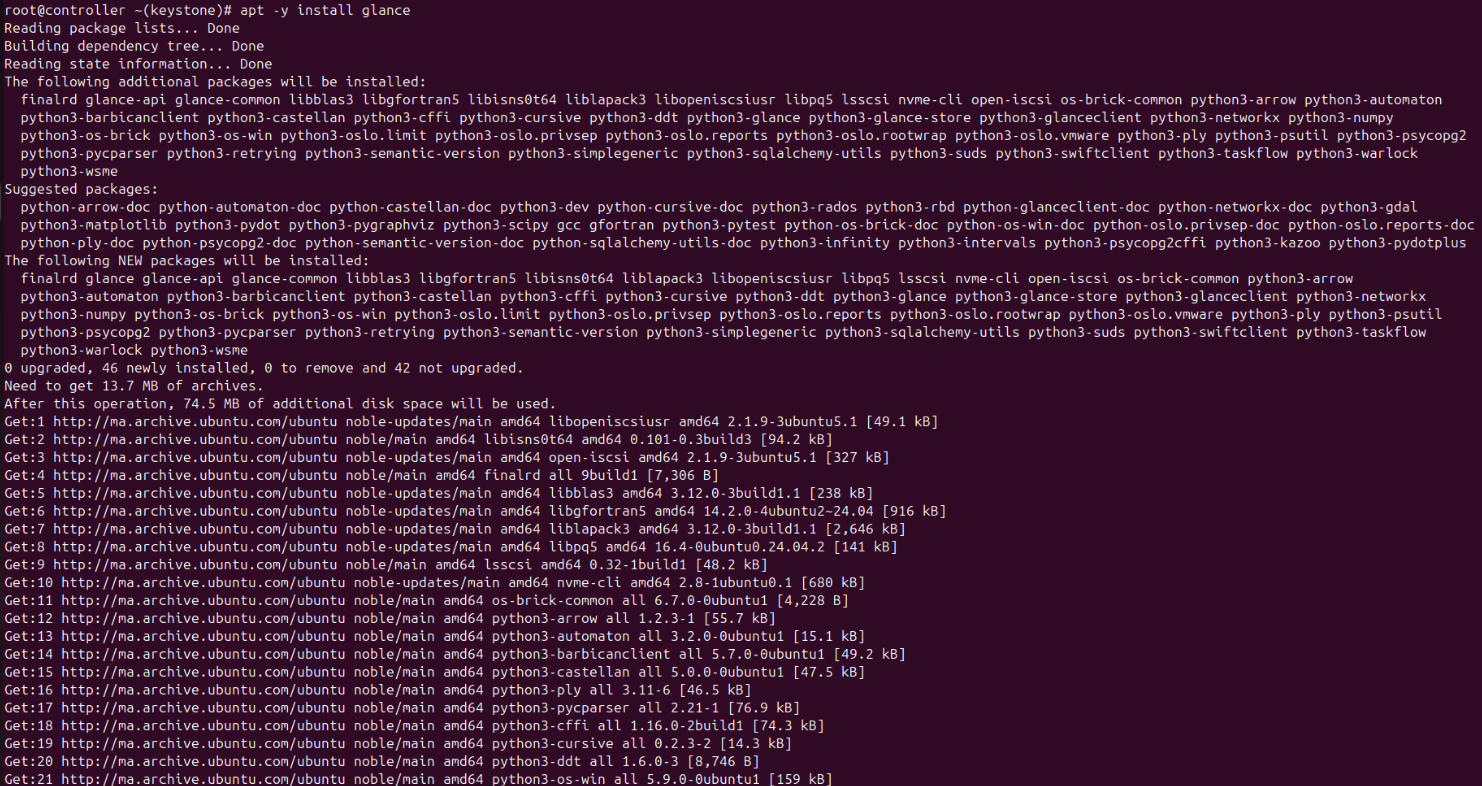 root@controller ~(keystone)# apt -y install glance
Reading package lists... Done
Building dependency tree... Done
Reading state information... Done
The following additional packages will be installed:
  finalrd glance-api glance-common libblas3 libgfortran5 libisns0t64 liblapack3 libopeniscsiusr libpq5 lsscsi nvme-cli open-iscsi os-brick-common python3-arrow python3-automaton
  python3-barbicanclient python3-castellan python3-cffi python3-cursive python3-ddt python3-glance python3-glance-store python3-glanceclient python3-networkx python3-numpy
  python3-os-brick python3-os-win python3-oslo.limit python3-oslo.privsep python3-oslo.reports python3-oslo.rootwrap python3-oslo.vmware python3-ply python3-psutil python3-psycopg2
  python3-pycparser python3-retrying python3-semantic-version python3-simplegeneric python3-sqlalchemy-utils python3-suds python3-swiftclient python3-taskflow python3-warlock
  python3-wsme
Suggested packages:
  python-arrow-doc python-automaton-doc python-castellan-doc python3-dev python-cursive-doc python3-rados python3-rbd python-glanceclient-doc python-networkx-doc python3-gdal
  python3-matplotlib python3-pydot python3-pygraphviz python3-scipy gcc gfortran python3-pytest python-os-brick-doc python-os-win-doc python-oslo.privsep-doc python-oslo.reports-doc
  python-ply-doc python-psycopg2-doc python-semantic-version-doc python-sqlalchemy-utils-doc python3-infinity python3-intervals python3-psycopg2cffi python3-kazoo python3-pydotplus
The following NEW packages will be installed:
  finalrd glance glance-api glance-common libblas3 libgfortran5 libisns0t64 liblapack3 libopeniscsiusr libpq5 lsscsi nvme-cli open-iscsi os-brick-common python3-arrow
  python3-automaton python3-barbicanclient python3-castellan python3-cffi python3-cursive python3-ddt python3-glance python3-glance-store python3-glanceclient python3-networkx
  python3-numpy python3-os-brick python3-os-win python3-oslo.limit python3-oslo.privsep python3-oslo.reports python3-oslo.rootwrap python3-oslo.vmware python3-ply python3-psutil
  python3-psycopg2 python3-pycparser python3-retrying python3-semantic-version python3-simplegeneric python3-sqlalchemy-utils python3-suds python3-swiftclient python3-taskflow
  python3-warlock python3-wsme
0 upgraded, 46 newly installed, 0 to remove and 42 not upgraded.
Need to get 13.7 MB of archives.
After this operation, 74.5 MB of additional disk space will be used.
Get:1 http://ma.archive.ubuntu.com/ubuntu noble-updates/main amd64 libopeniscsiusr amd64 2.1.9-3ubuntu5.1 [49.1 kB]
Get:2 http://ma.archive.ubuntu.com/ubuntu noble/main amd64 libisns0t64 amd64 0.101-0.3build3 [94.2 kB]
Get:3 http://ma.archive.ubuntu.com/ubuntu noble-updates/main amd64 open-iscsi amd64 2.1.9-3ubuntu5.1 [327 kB]
Get:4 http://ma.archive.ubuntu.com/ubuntu noble/main amd64 finalrd all 9build1 [7,306 B]
Get:5 http://ma.archive.ubuntu.com/ubuntu noble-updates/main amd64 libblas3 amd64 3.12.0-3build1.1 [238 kB]
Get:6 http://ma.archive.ubuntu.com/ubuntu noble-updates/main amd64 libgfortran5 amd64 14.2.0-4ubuntu2~24.04 [916 kB]
Get:7 http://ma.archive.ubuntu.com/ubuntu noble-updates/main amd64 liblapack3 amd64 3.12.0-3build1.1 [2,646 kB]
Get:8 http://ma.archive.ubuntu.com/ubuntu noble-updates/main amd64 libpq5 amd64 16.4-0ubuntu0.24.04.2 [141 kB]
Get:9 http://ma.archive.ubuntu.com/ubuntu noble/main amd64 lsscsi amd64 0.32-1build1 [48.2 kB]
Get:10 http://ma.archive.ubuntu.com/ubuntu noble-updates/main amd64 nvme-cli amd64 2.8-1ubuntu0.1 [680 kB]
Get:11 http://ma.archive.ubuntu.com/ubuntu noble/main amd64 os-brick-common all 6.7.0-0ubuntu1 [4,228 B]
Get:12 http://ma.archive.ubuntu.com/ubuntu noble/main amd64 python3-arrow all 1.2.3-1 [55.7 kB]
Get:13 http://ma.archive.ubuntu.com/ubuntu noble/main amd64 python3-automaton all 3.2.0-0ubuntu1 [15.1 kB]
Get:14 http://ma.archive.ubuntu.com/ubuntu noble/main amd64 python3-barbicanclient all 5.7.0-0ubuntu1 [49.2 kB]
Get:15 http://ma.archive.ubuntu.com/ubuntu noble/main amd64 python3-castellan all 5.0.0-0ubuntu1 [47.5 kB]
Get:16 http://ma.archive.ubuntu.com/ubuntu noble/main amd64 python3-ply all 3.11-6 [46.5 kB]
Get:17 http://ma.archive.ubuntu.com/ubuntu noble/main amd64 python3-pycparser all 2.21-1 [76.9 kB]
Get:18 http://ma.archive.ubuntu.com/ubuntu noble/main amd64 python3-cffi all 1.16.0-2build1 [74.3 kB]
Get:19 http://ma.archive.ubuntu.com/ubuntu noble/main amd64 python3-cursive all 0.2.3-2 [14.3 kB]
Get:20 http://ma.archive.ubuntu.com/ubuntu noble/main amd64 python3-ddt all 1.6.0-3 [8,746 B]
Get:21 http://ma.archive.ubuntu.com/ubuntu noble/main amd64 python3-os-win all 5.9.0-0ubuntu1 [159 kB]